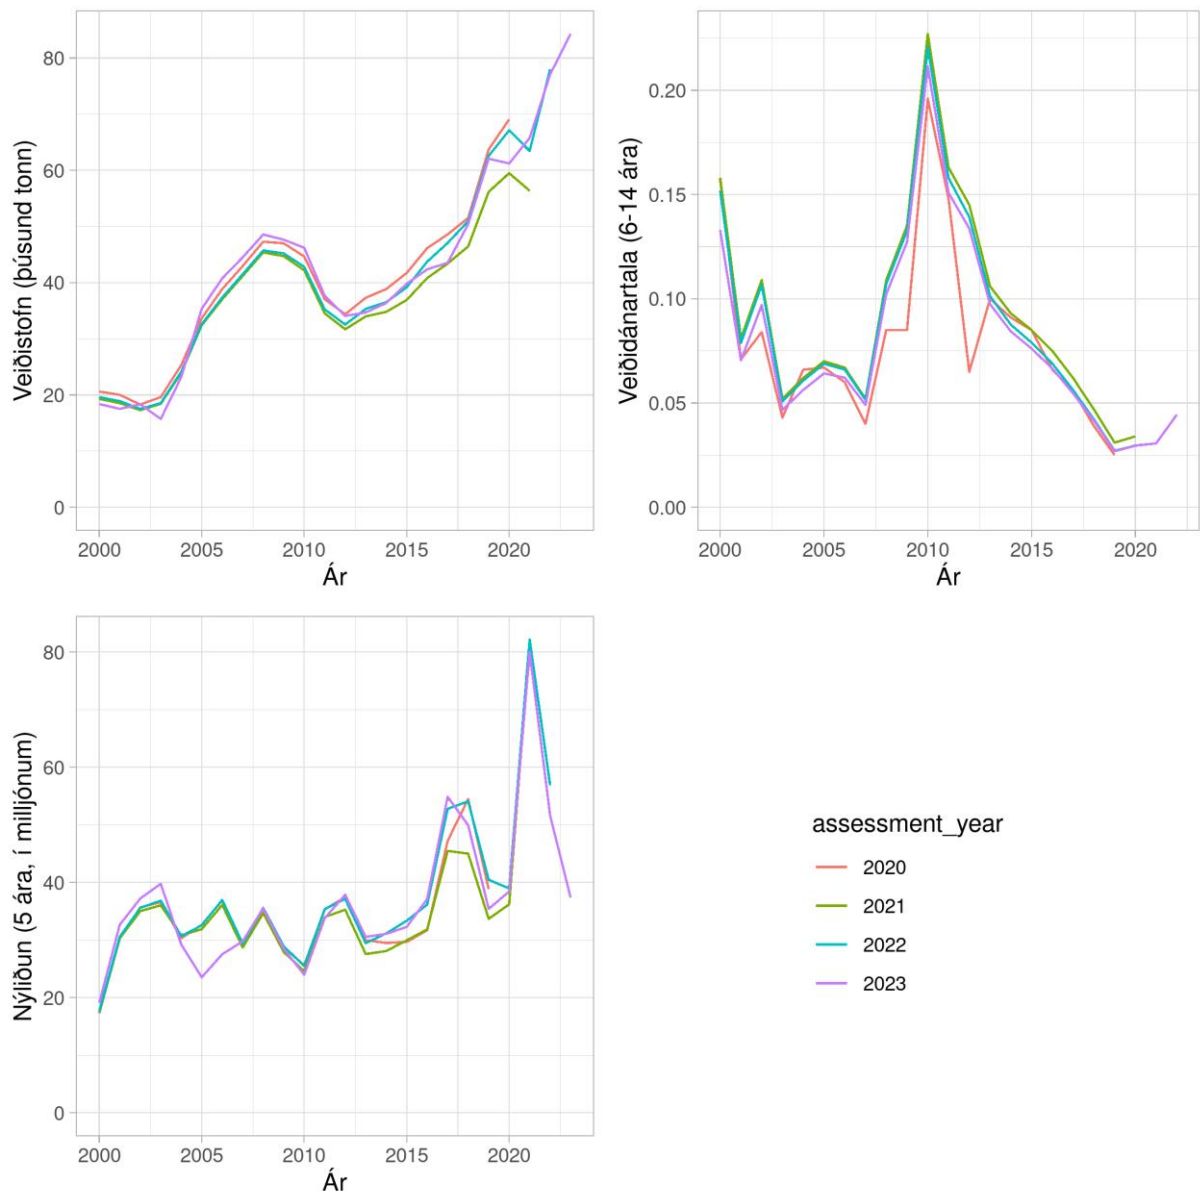 Veiðistofn (þúsund tonn)
80
60
40
20
0
2000 2005 2010 2015 2020
Ár
Veiðidánartala (6-14 ára)
0.20
0.15
0.10
0.05
0.00
2000 2005 2010 2015 2020
Ár
Nýliðun (5 ára, í milljónum)
80
60
40
20
0
2000 2005 2010 2015 2020
Ár
assessment_year
2020
2021
2022
2023